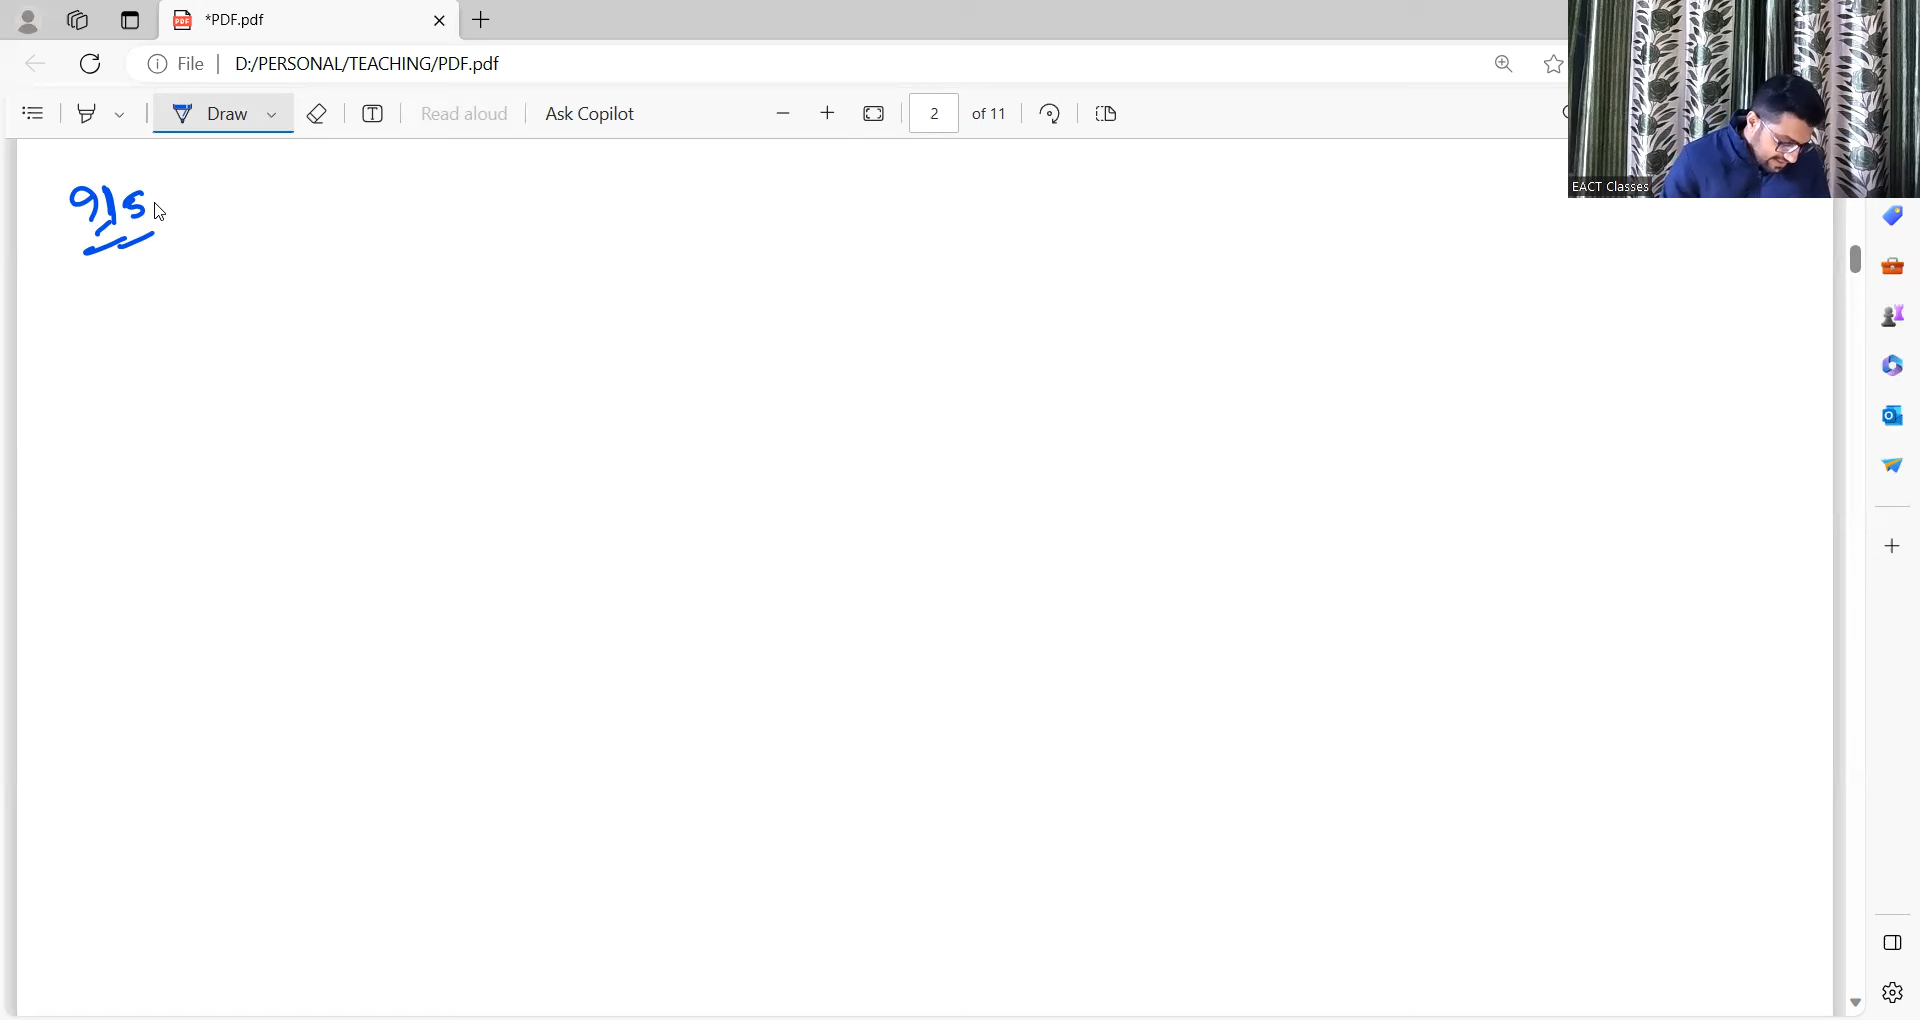 *PDF.pdf
File | D:/PERSONAL/TEACHING/PDF.pdf
Draw Read aloud Ask Copilot 2 of 11
EACT Classes